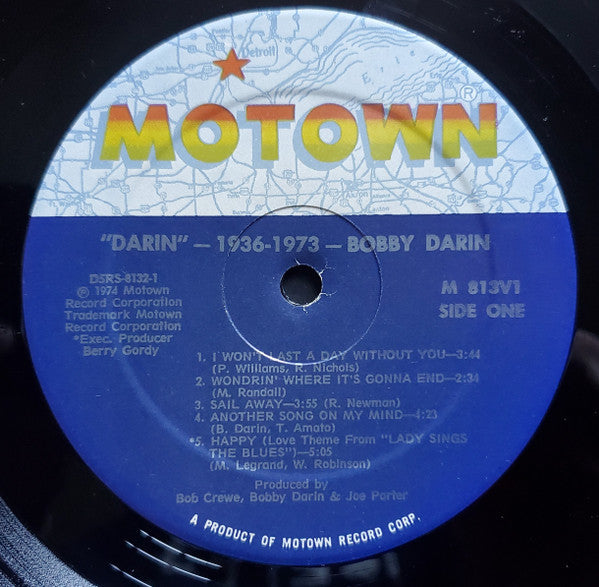 Detroit
Erie
MOTOWN®
"DARIN" — 1936-1973 — BOBBY DARIN
DSRS-8132-1
℗ 1974 Motown
Record Corporation
Trademark Motown
Record Corporation
*Exec. Producer
Berry Gordy
M 813V1
SIDE ONE
1. I WON'T LAST A DAY WITHOUT YOU—3:44
(P. Williams, R. Nichols)
2. WONDRIN' WHERE IT'S GONNA END—2:34
(M. Randall)
3. SAIL AWAY—3:55 (R. Newman)
4. ANOTHER SONG ON MY MIND—4:23
(B. Darin, T. Amato)
*5. HAPPY (Love Theme From "LADY SINGS
THE BLUES")—5:05
(M. Legrand, W. Robinson)
Produced by
Bob Crewe, Bobby Darin & Joe Porter
A PRODUCT OF MOTOWN RECORD CORP.